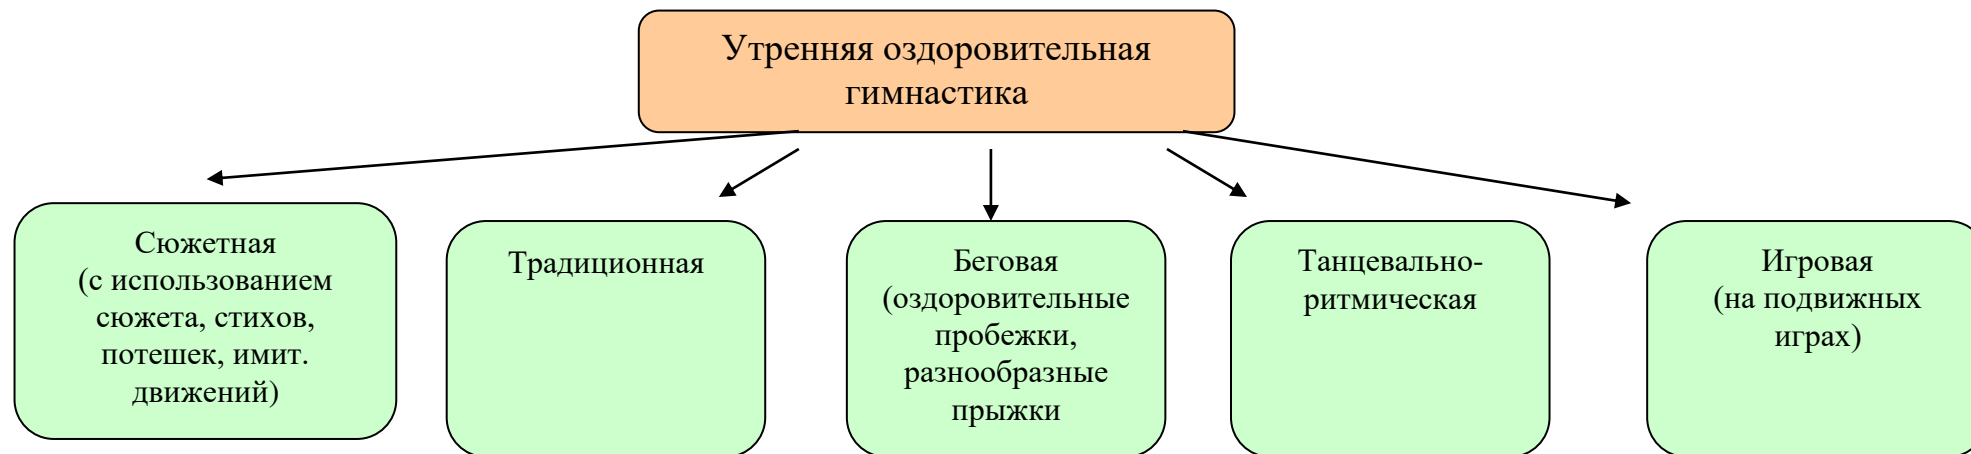 Утренняя оздоровительная
гимнастика
Сюжетная
(с использованием
сюжета, стихов,
потешек, имит.
движений)
Традиционная
Беговая
(оздоровительные
пробежки,
разнообразные
прыжки
Танцевально-
ритмическая
Игровая
(на подвижных
играх)